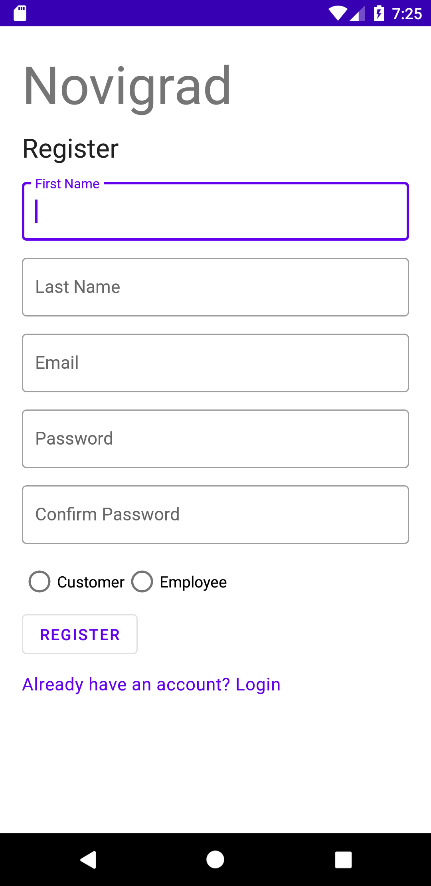 7:25
Novigrad
Register
First Name
Last Name
Email
Password
Confirm Password
Customer Employee
REGISTER
Already have an account? Login